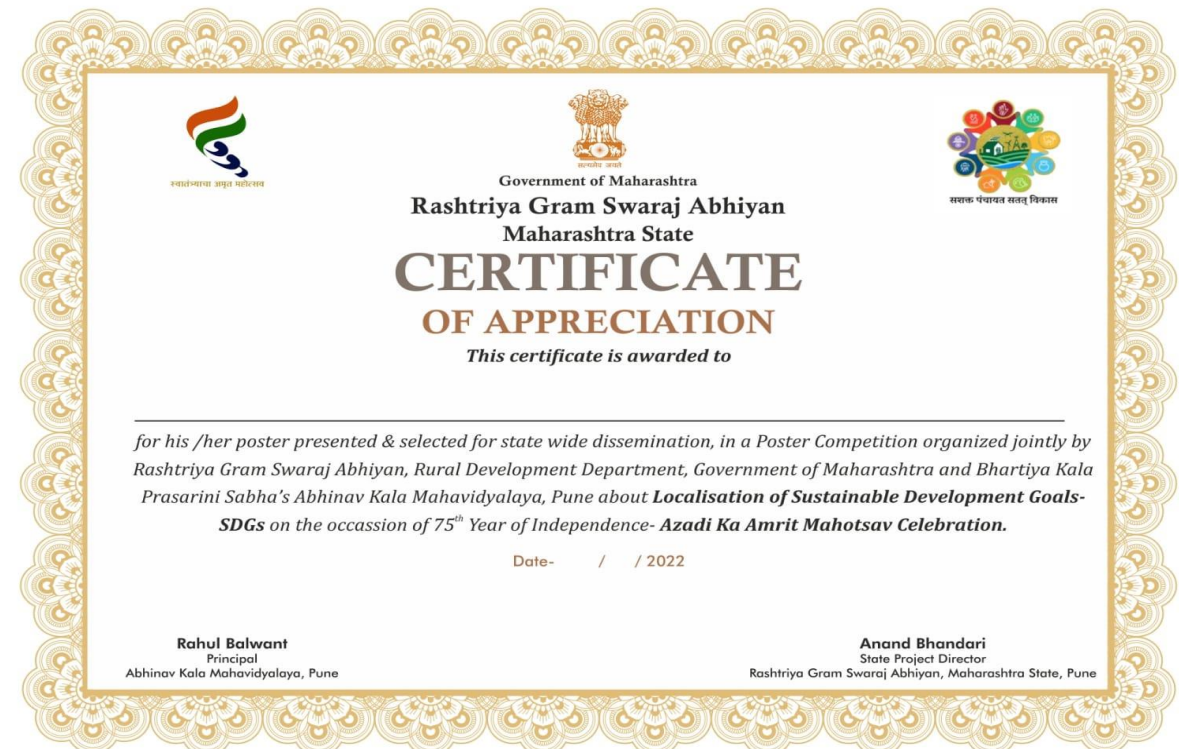 स्वातंत्र्याचा अमृत महोत्सव
सत्यमेव जयते
सशक्त पंचायत सतत् विकास
Government of Maharashtra
Rashtriya Gram Swaraj Abhiyan
Maharashtra State
CERTIFICATE
OF APPRECIATION
This certificate is awarded to
for his /her poster presented & selected for state wide dissemination, in a Poster Competition organized jointly by
Rashtriya Gram Swaraj Abhiyan, Rural Development Department, Government of Maharashtra and Bhartiya Kala
Prasarini Sabha's Abhinav Kala Mahavidyalaya, Pune about Localisation of Sustainable Development Goals-
SDGs on the occassion of 75th Year of Independence- Azadi Ka Amrit Mahotsav Celebration.
Date- / / 2022
Rahul Balwant
Principal
Abhinav Kala Mahavidyalaya, Pune
Anand Bhandari
State Project Director
Rashtriya Gram Swaraj Abhiyan, Maharashtra State, Pune